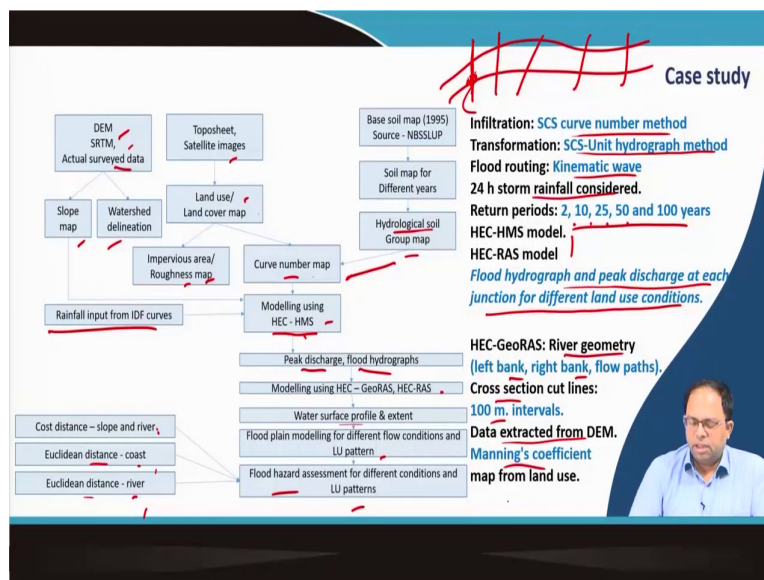 Case study
DEM
SRTM,
Actual surveyed data
Toposheet,
Satellite images
Base soil map (1995)
Source - NBSSLUP
Slope
map
Watershed
delineation
Land use/
Land cover map
Soil map for
Different years
Impervious area/
Roughness map
Curve number map
Hydrological soil
Group map
Rainfall input from IDF curves
Modelling using
HEC - HMS
Peak discharge, flood hydrographs
Modelling using HEC – GeoRAS, HEC-RAS
Water surface profile & extent
Flood plain modelling for different flow conditions and
LU pattern
Flood hazard assessment for different conditions and
LU patterns
Cost distance – slope and river
Euclidean distance - coast
Euclidean distance - river
Infiltration: SCS curve number method
Transformation: SCS-Unit hydrograph method
Flood routing: Kinematic wave
24 h storm rainfall considered.
Return periods: 2, 10, 25, 50 and 100 years
HEC-HMS model.
HEC-RAS model
Flood hydrograph and peak discharge at each
junction for different land use conditions.
HEC-GeoRAS: River geometry
(left bank, right bank, flow paths).
Cross section cut lines:
100 m. intervals.
Data extracted from DEM.
Manning's coefficient
map from land use.